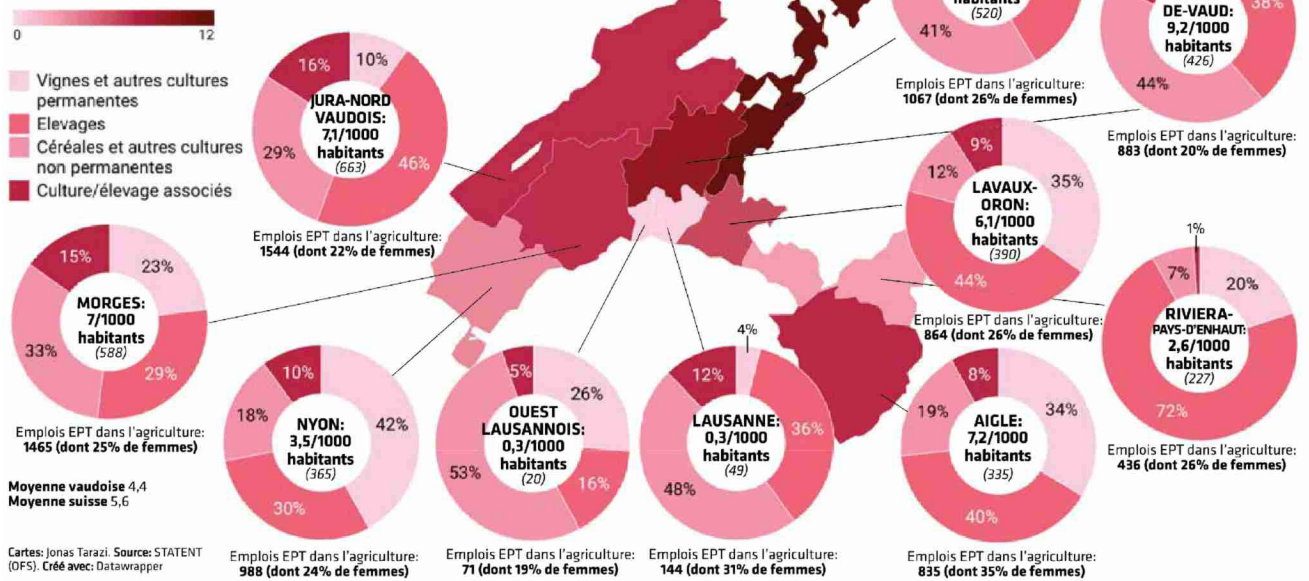 0 12
Vignes et autres cultures
permanentes
Elevages
Céréales et autres cultures
non permanentes
Culture/élevage associés
16%
10%
29%
46%
JURA-NORD
VAUDOIS:
7,1/1000
habitants
(663)
Emplois EPT dans l'agriculture:
1544 (dont 22% de femmes)
habitants
(520)
41%
Emplois EPT dans l'agriculture:
1067 (dont 26% de femmes)
DE-VAUD:
9,2/1000
habitants
(426)
38%
44%
Emplois EPT dans l'agriculture:
883 (dont 20% de femmes)
9%
12%
35%
44%
LAVAUX-
ORON:
6,1/1000
habitants
(390)
Emplois EPT dans l'agriculture:
864 (dont 26% de femmes)
15%
23%
33%
29%
MORGES:
7/1000
habitants
(588)
Emplois EPT dans l'agriculture:
1465 (dont 25% de femmes)
1%
7%
20%
72%
RIVIERA-
PAYS-D'ENHAUT:
2,6/1000
habitants
(227)
Emplois EPT dans l'agriculture:
436 (dont 26% de femmes)
10%
18%
42%
30%
NYON:
3,5/1000
habitants
(365)
Emplois EPT dans l'agriculture:
988 (dont 24% de femmes)
5%
26%
53%
16%
OUEST
LAUSANNOIS:
0,3/1000
habitants
(20)
Emplois EPT dans l'agriculture:
71 (dont 19% de femmes)
4%
12%
36%
48%
LAUSANNE:
0,3/1000
habitants
(49)
Emplois EPT dans l'agriculture:
144 (dont 31% de femmes)
8%
19%
34%
40%
AIGLE:
7,2/1000
habitants
(335)
Emplois EPT dans l'agriculture:
835 (dont 35% de femmes)
Moyenne vaudoise 4,4
Moyenne suisse 5,6
Cartes: Jonas Tarazi. Source: STATENT
(OFS). Créé avec: Datawrapper